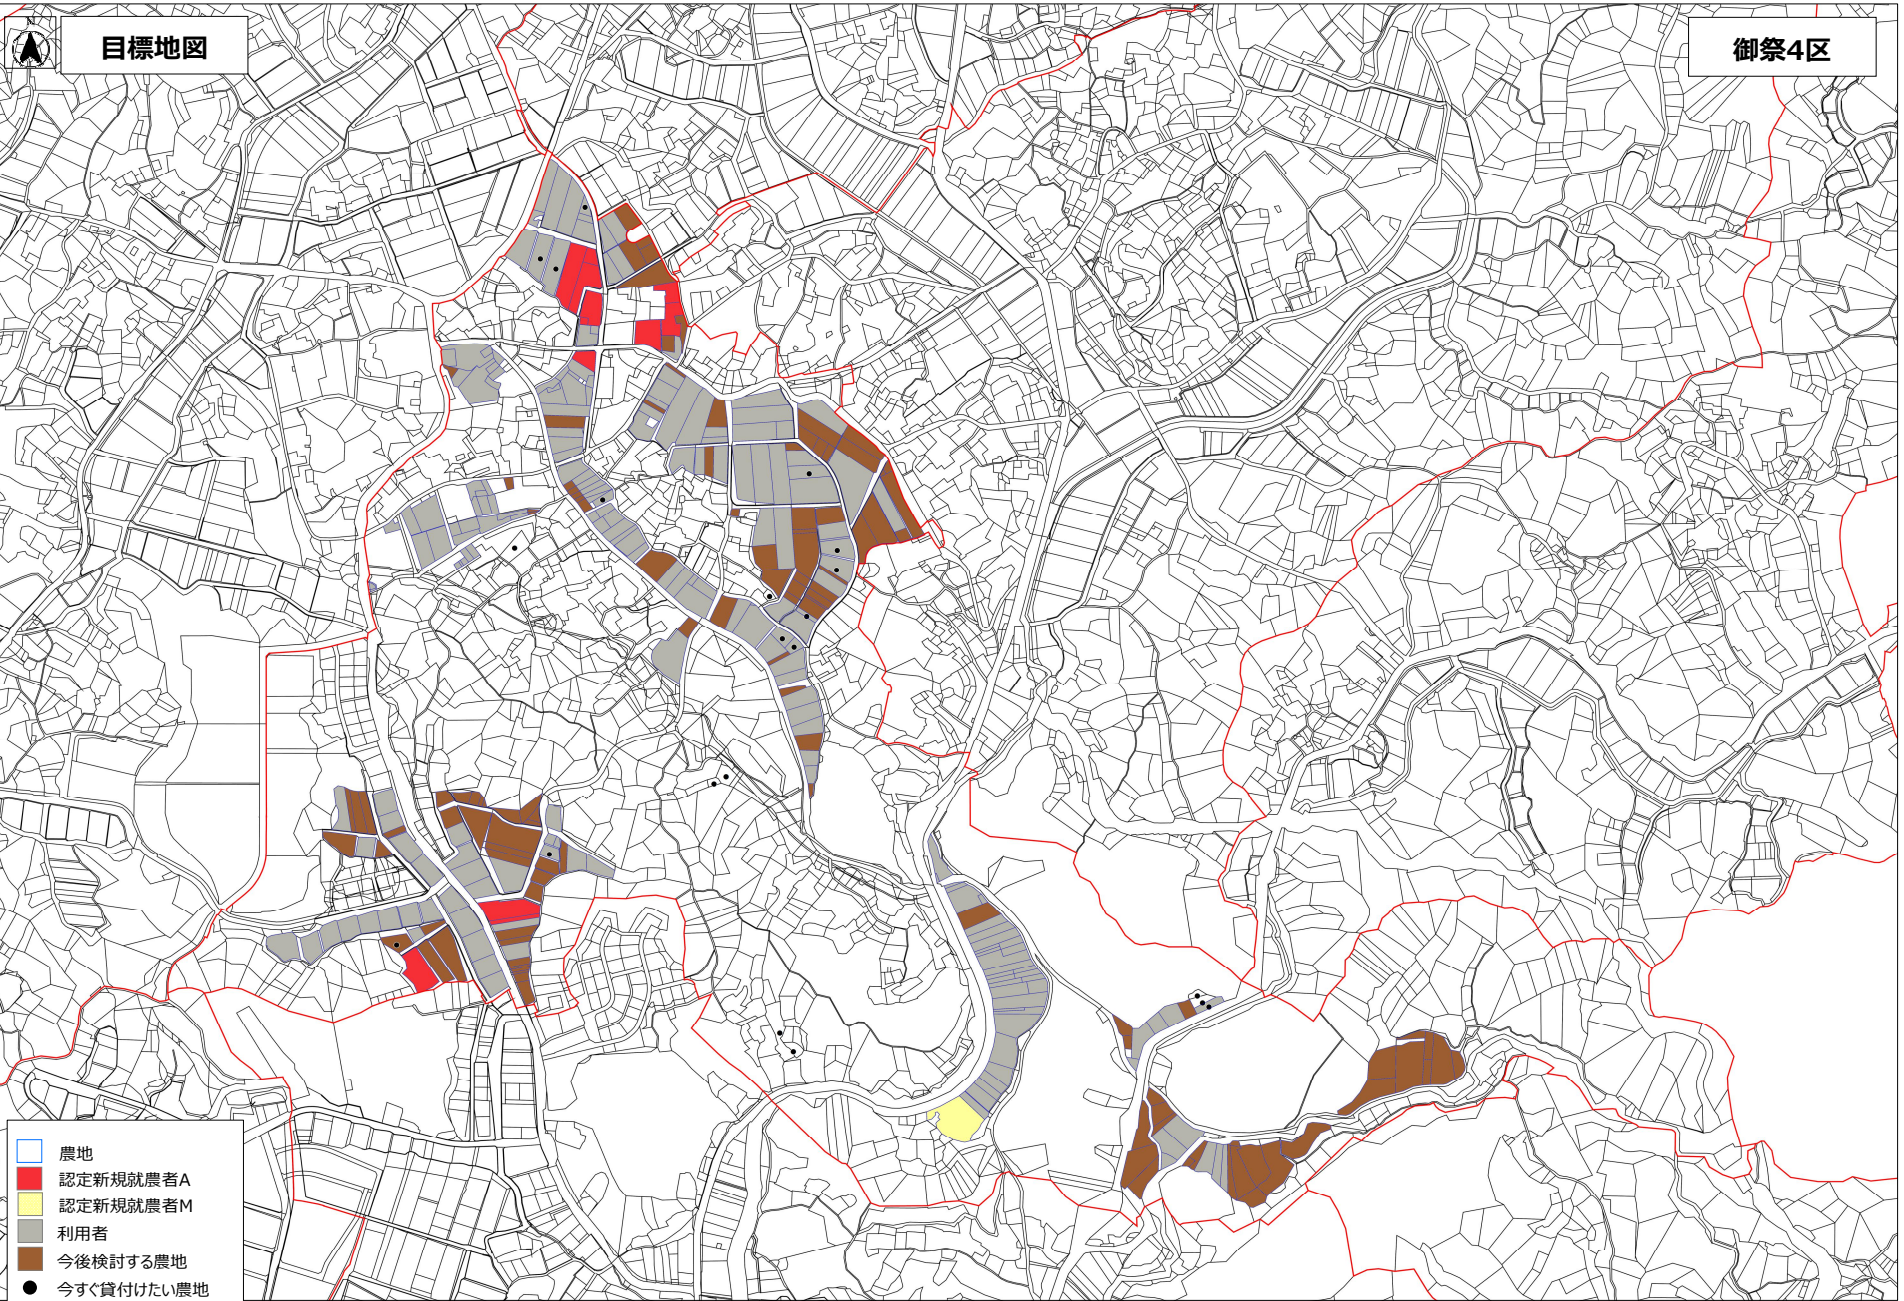 目標地図
御祭4区
農地
認定新規就農者A
認定新規就農者M
利用者
今後検討する農地
今すぐ貸付けたい農地